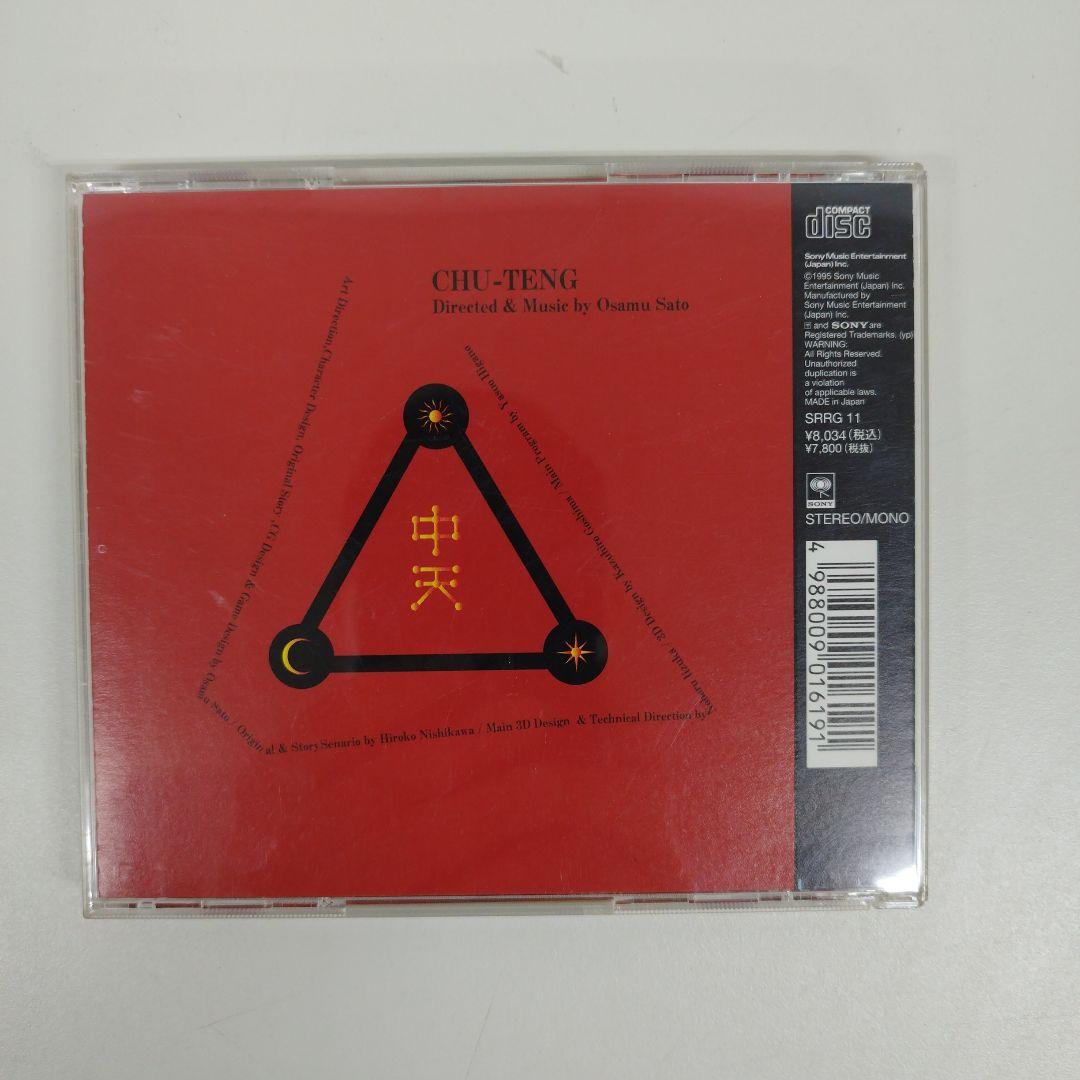 CHU-TENG
Directed & Music by Osamu Sato
Art Direction,Character Design, Original Story ,CG Design & Game Design by Osamu Sato / Original & Story Senario by Hiroko Nishikawa / Main 3D Design & Technical Direction by Noboru Iizuka / 3D Design by Kazuhiro Goshima / Main Program by Yasuo Higano
中
天
COMPACT
disc
Sony Music Entertainment
(Japan) Inc.
©1995 Sony Music
Entertainment (Japan) Inc.
Manufactured by
Sony Music Entertainment
(Japan) Inc.
and SONY are
Registered Trademarks. (yp)
WARNING:
All Rights Reserved.
Unauthorized
duplication is
a violation
of applicable laws.
MADE in Japan
SRRG 11
¥8,034(税込)
¥7,800(税抜)
SONY
STEREO/MONO
4 988009 016191